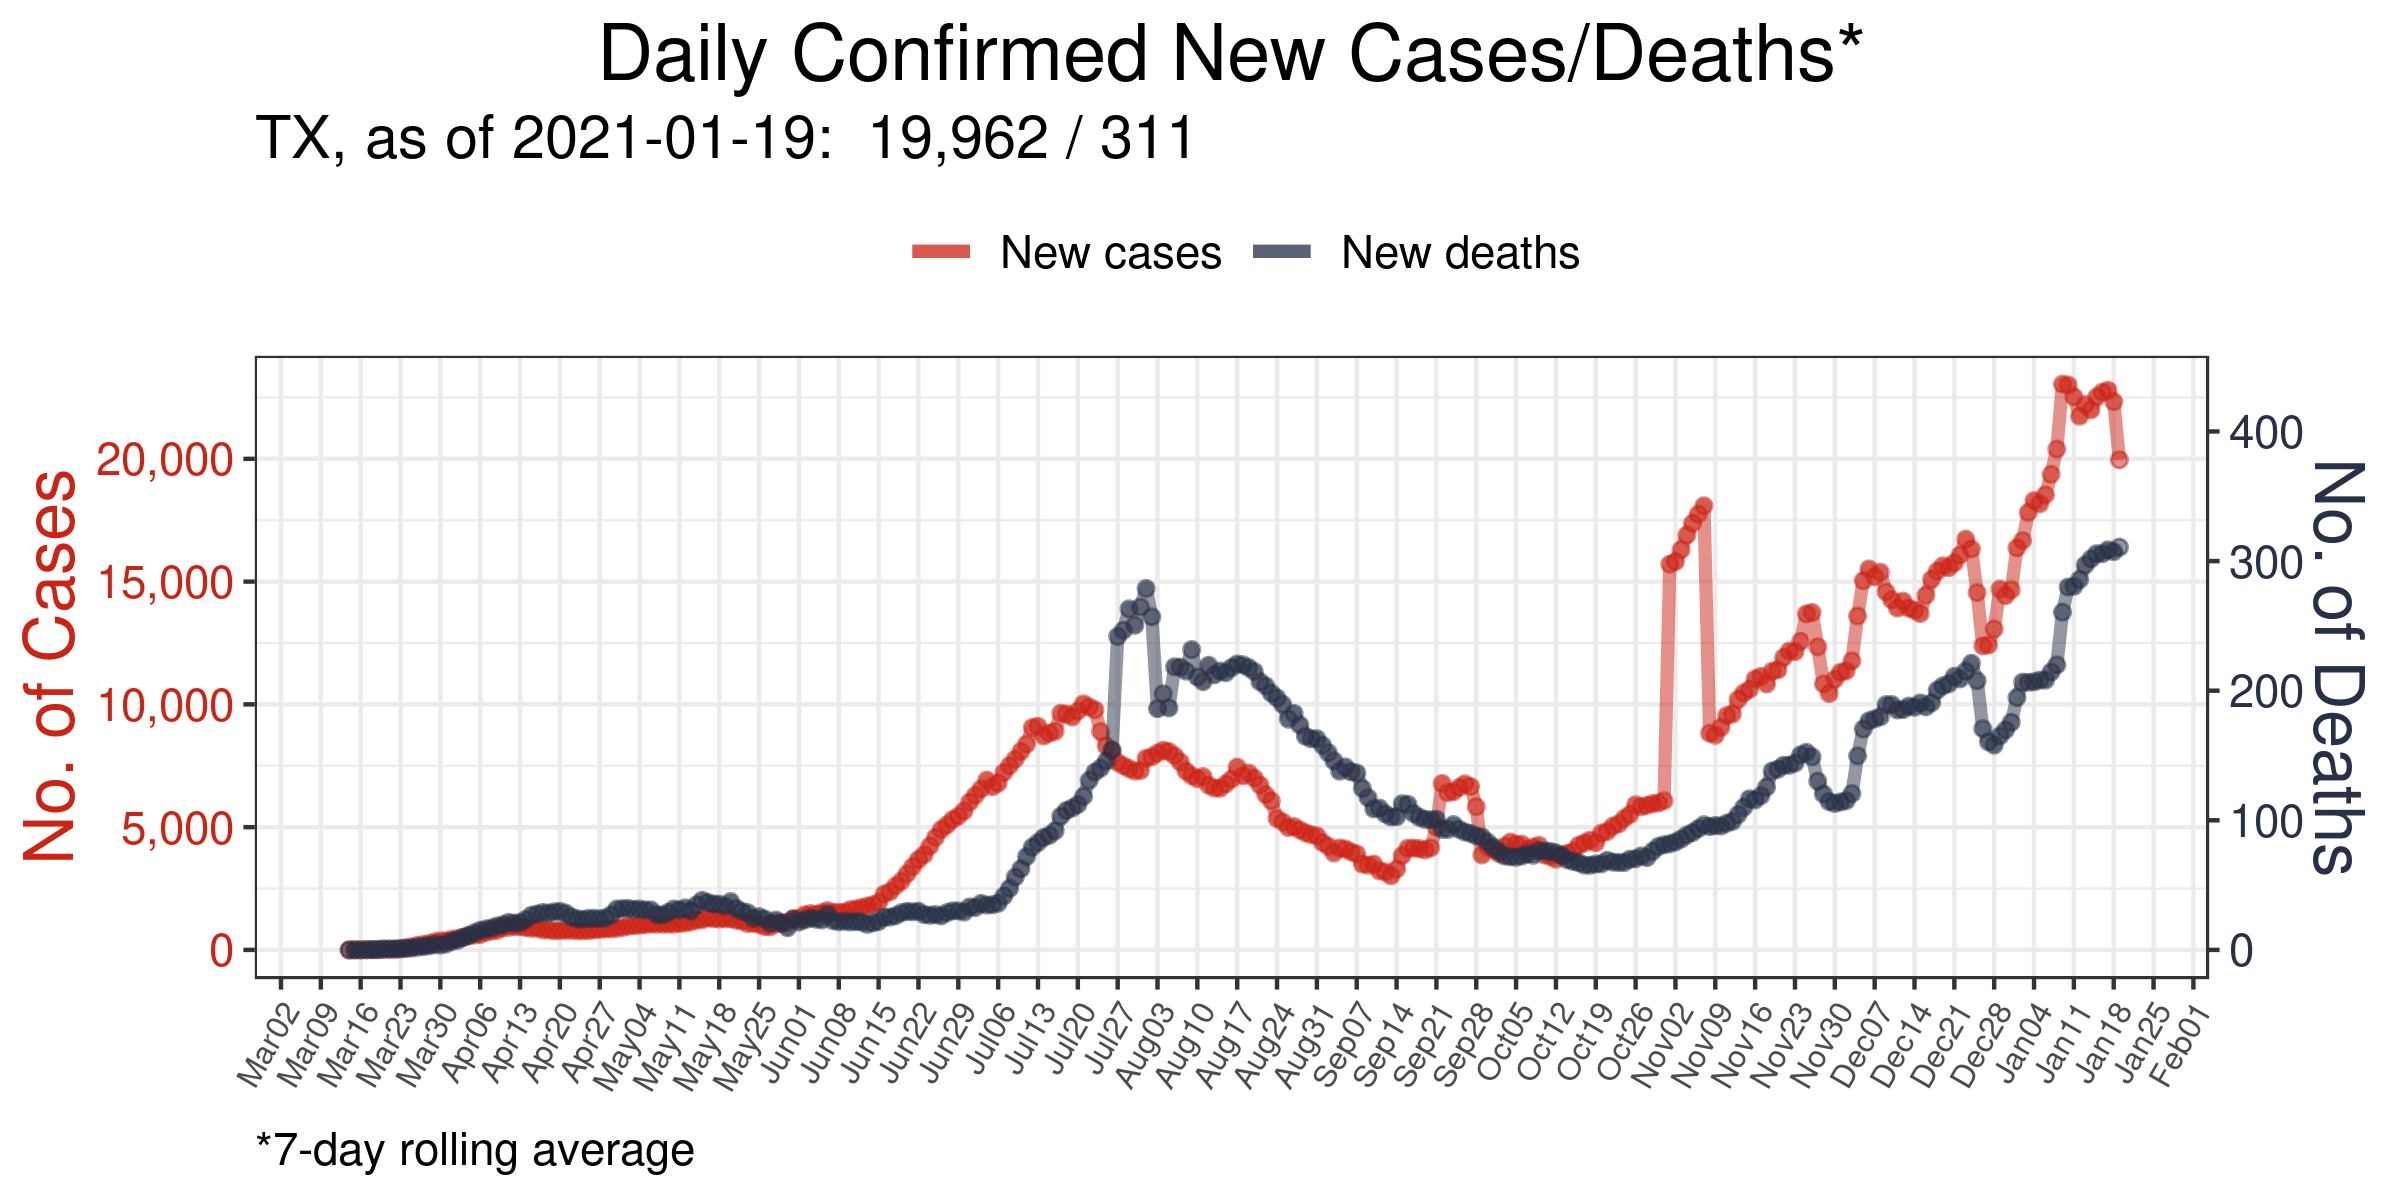 Daily Confirmed New Cases/Deaths*
TX, as of 2021-01-19:  19,962 / 311
New cases
New deaths
No. of Cases
20,000
15,000
10,000
5,000
0
400
300
200
100
0
No. of Deaths
Mar02
Mar09
Mar16
Mar23
Mar30
Apr06
Apr13
Apr20
Apr27
May04
May11
May18
May25
Jun01
Jun08
Jun15
Jun22
Jun29
Jul06
Jul13
Jul20
Jul27
Aug03
Aug10
Aug17
Aug24
Aug31
Sep07
Sep14
Sep21
Sep28
Oct05
Oct12
Oct19
Oct26
Nov02
Nov09
Nov16
Nov23
Nov30
Dec07
Dec14
Dec21
Dec28
Jan04
Jan11
Jan18
Jan25
Feb01
*7-day rolling average